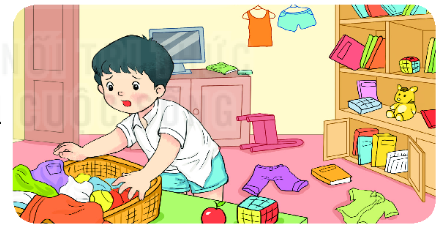 NỐI TRI THỨC
CUỘC SỐNG